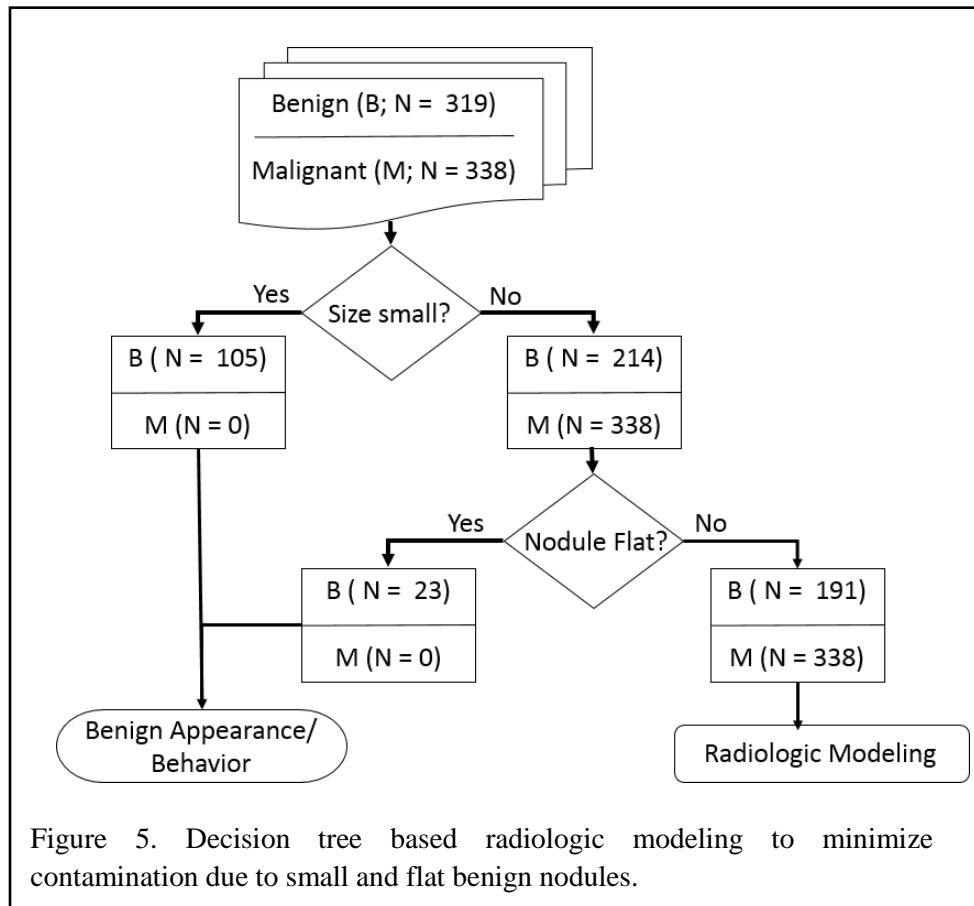 Benign (B; N =  319)
Malignant (M; N = 338)
Size small?
Yes
No
B ( N =  105)
M (N = 0)
B ( N =  214)
M (N = 338)
Nodule Flat?
Yes
No
B ( N =  23)
M (N = 0)
B ( N =  191)
M (N = 338)
Benign Appearance/
Behavior
Radiologic Modeling
Figure 5. Decision tree based radiologic modeling to minimize
contamination due to small and flat benign nodules.